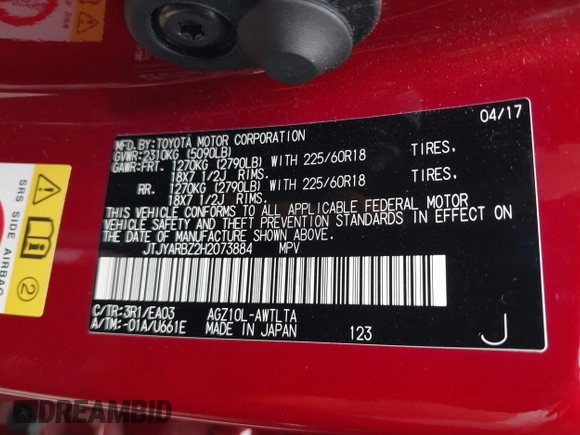 04/17
MFD.BY:TOYOTA MOTOR CORPORATION
GVWR:2310KG (5090LB)
GAWR:FRT. 1270KG (2790LB) WITH 225/60R18 TIRES.
18X7 1/2J RIMS.
RR. 1270KG (2790LB) WITH 225/60R18 TIRES.
18X7 1/2J RIMS.
THIS VEHICLE CONFORMS TO ALL APPLICABLE FEDERAL MOTOR
VEHICLE SAFETY AND THEFT PREVENTION STANDARDS IN EFFECT ON
THE DATE OF MANUFACTURE SHOWN ABOVE.
JTJYARBZ2H2073884 MPV
C/TR:3R1/EA03 AGZ10L-AWTLTA
A/TM:-01A/U661E MADE IN JAPAN 123 J
SRS SIDE AIRBAG
2
DREAMBID